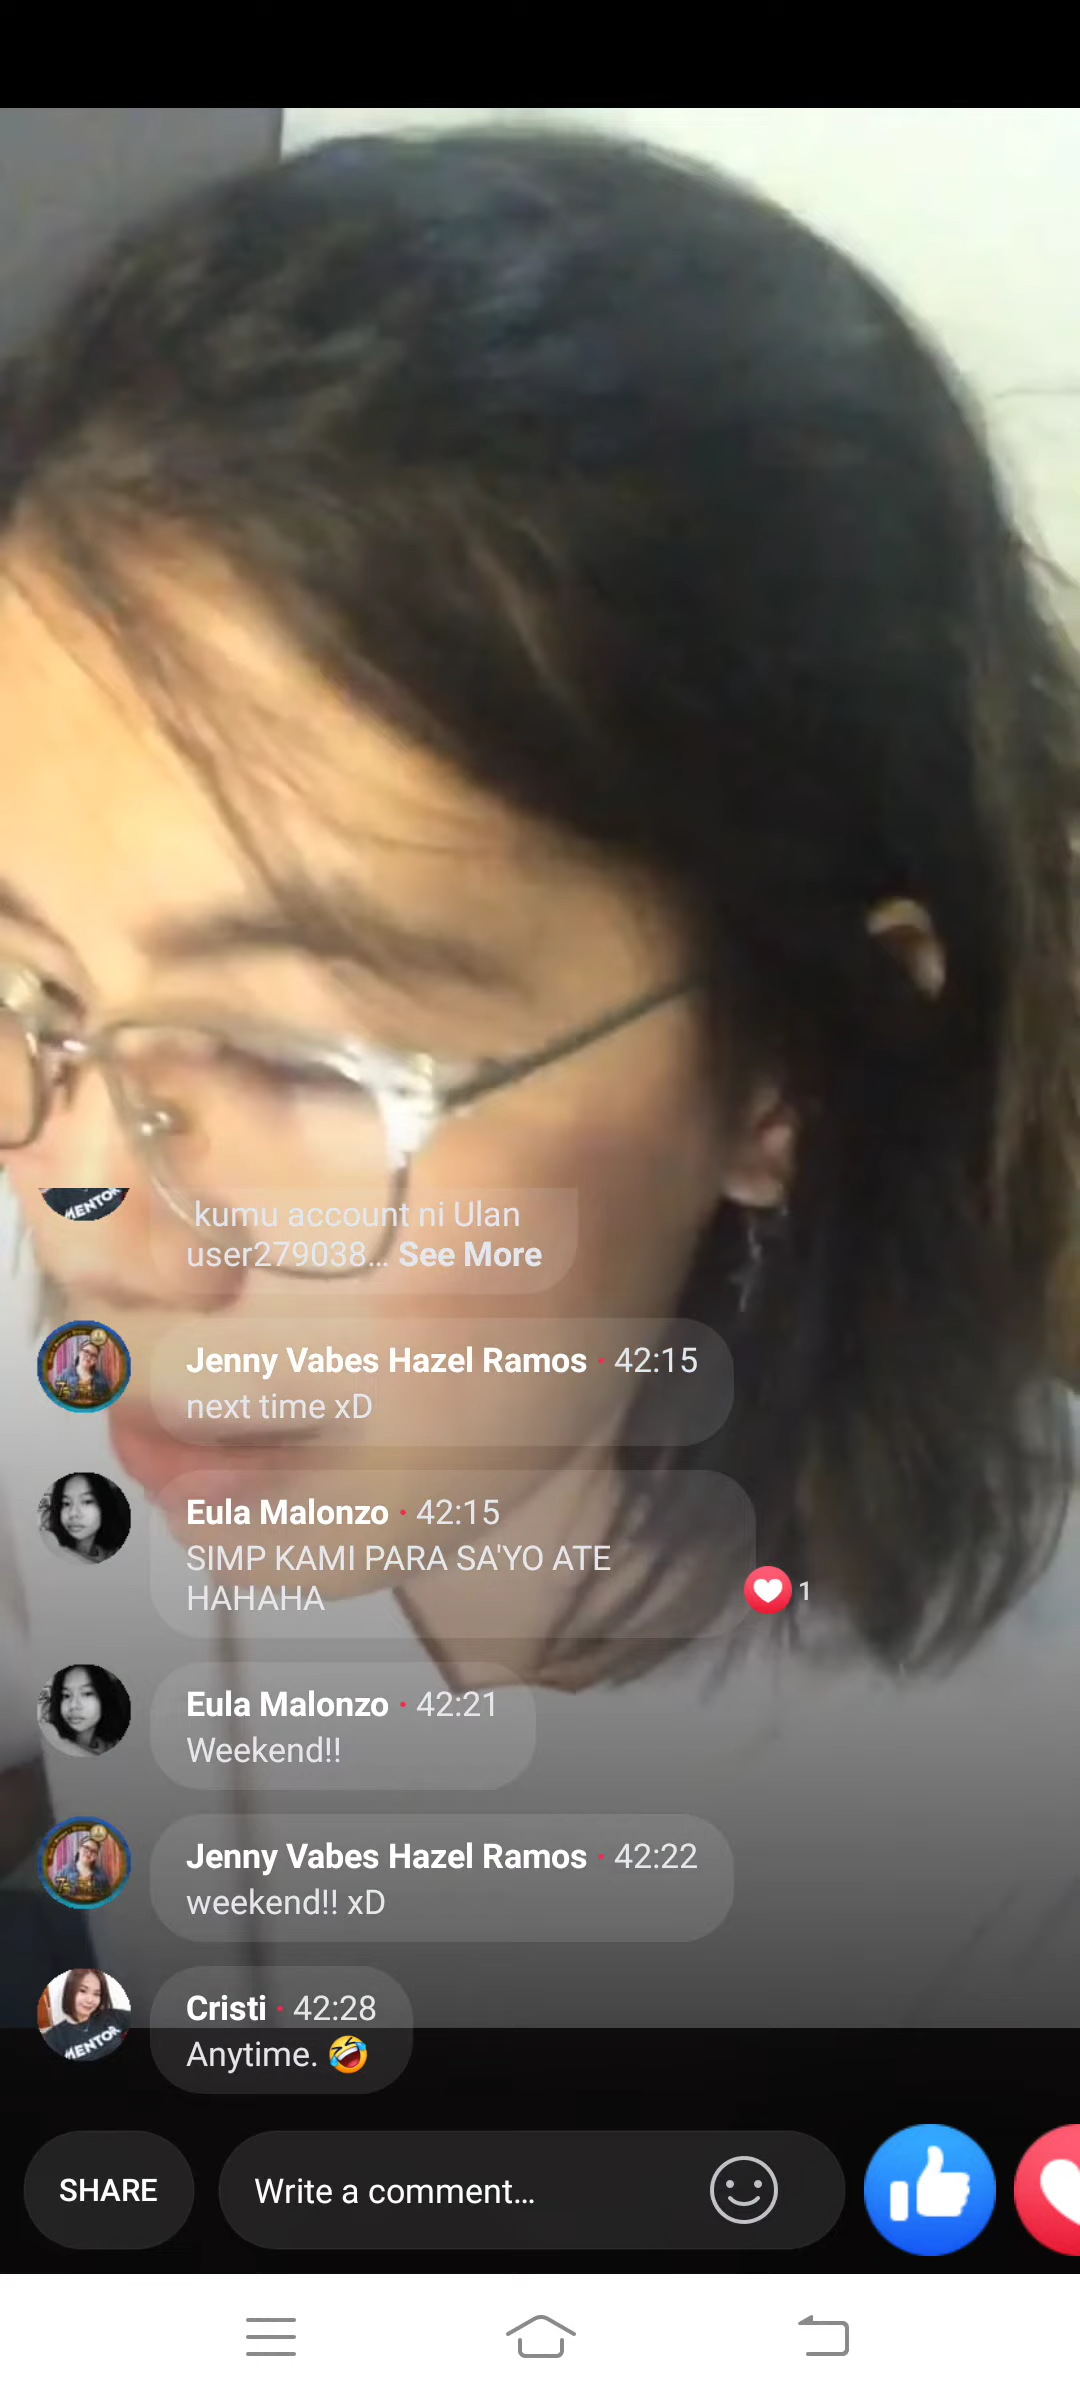 MENTOR
kumu account ni Ulan
user279038... See More
Jenny Vabes Hazel Ramos · 42:15
next time xD
Eula Malonzo · 42:15
SIMP KAMI PARA SA'YO ATE
HAHAHA
1
Eula Malonzo · 42:21
Weekend!!
Jenny Vabes Hazel Ramos · 42:22
weekend!! xD
Cristi · 42:28
MENTOR
Anytime. 🤣
SHARE
Write a comment...